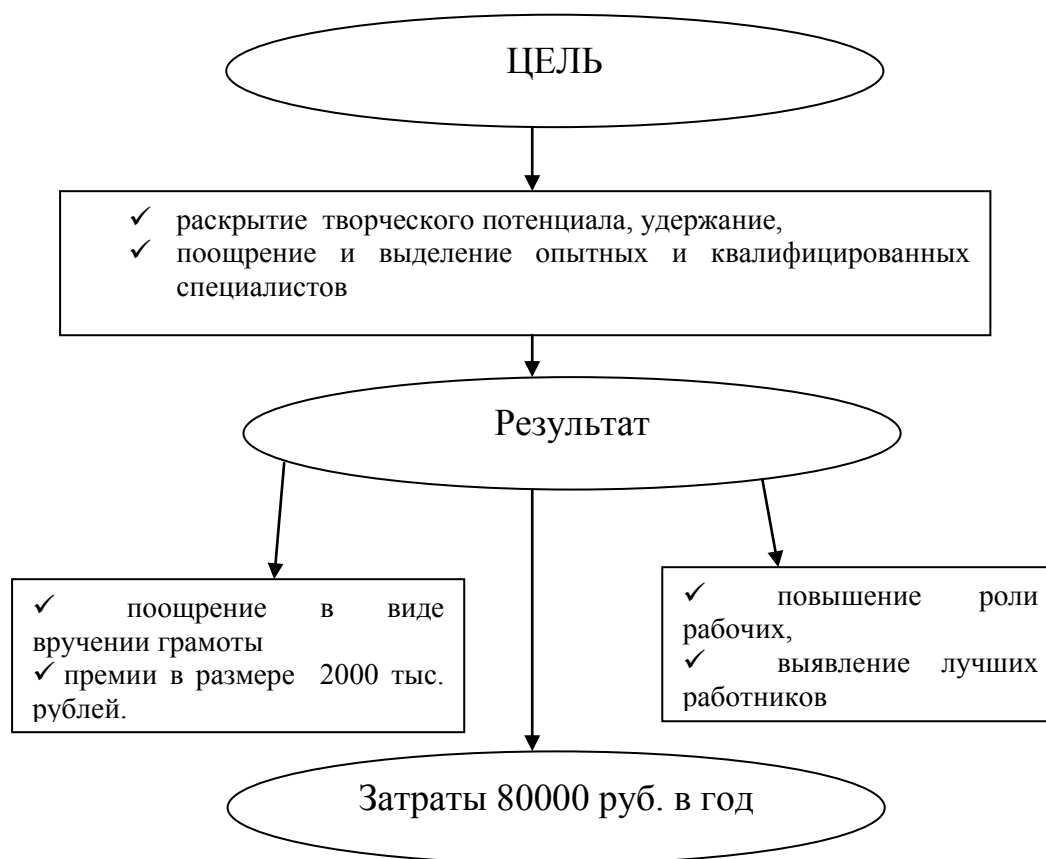 ЦЕЛЬ
✓ раскрытие творческого потенциала, удержание,
✓ поощрение и выделение опытных и квалифицированных
специалистов
Результат
✓ поощрение в виде
вручении грамоты
✓ премии в размере 2000 тыс.
рублей.
✓ повышение роли
рабочих,
✓ выявление лучших
работников
Затраты 80000 руб. в год